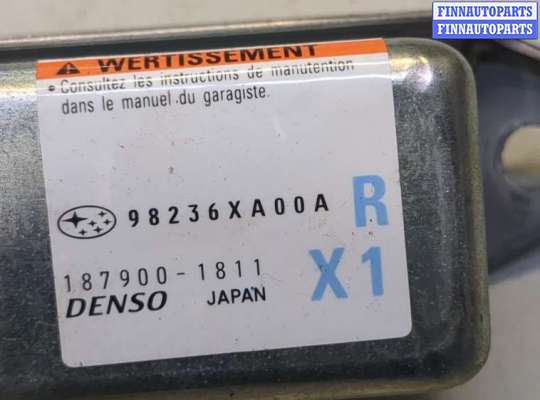 FINNAUTOPARTS
FINNAUTOPARTS
WERTISSEMENT
• Consultez les instructions de manutention
dans le manuel du garagiste.
98236XA00A R
187900-1811 X1
DENSO JAPAN